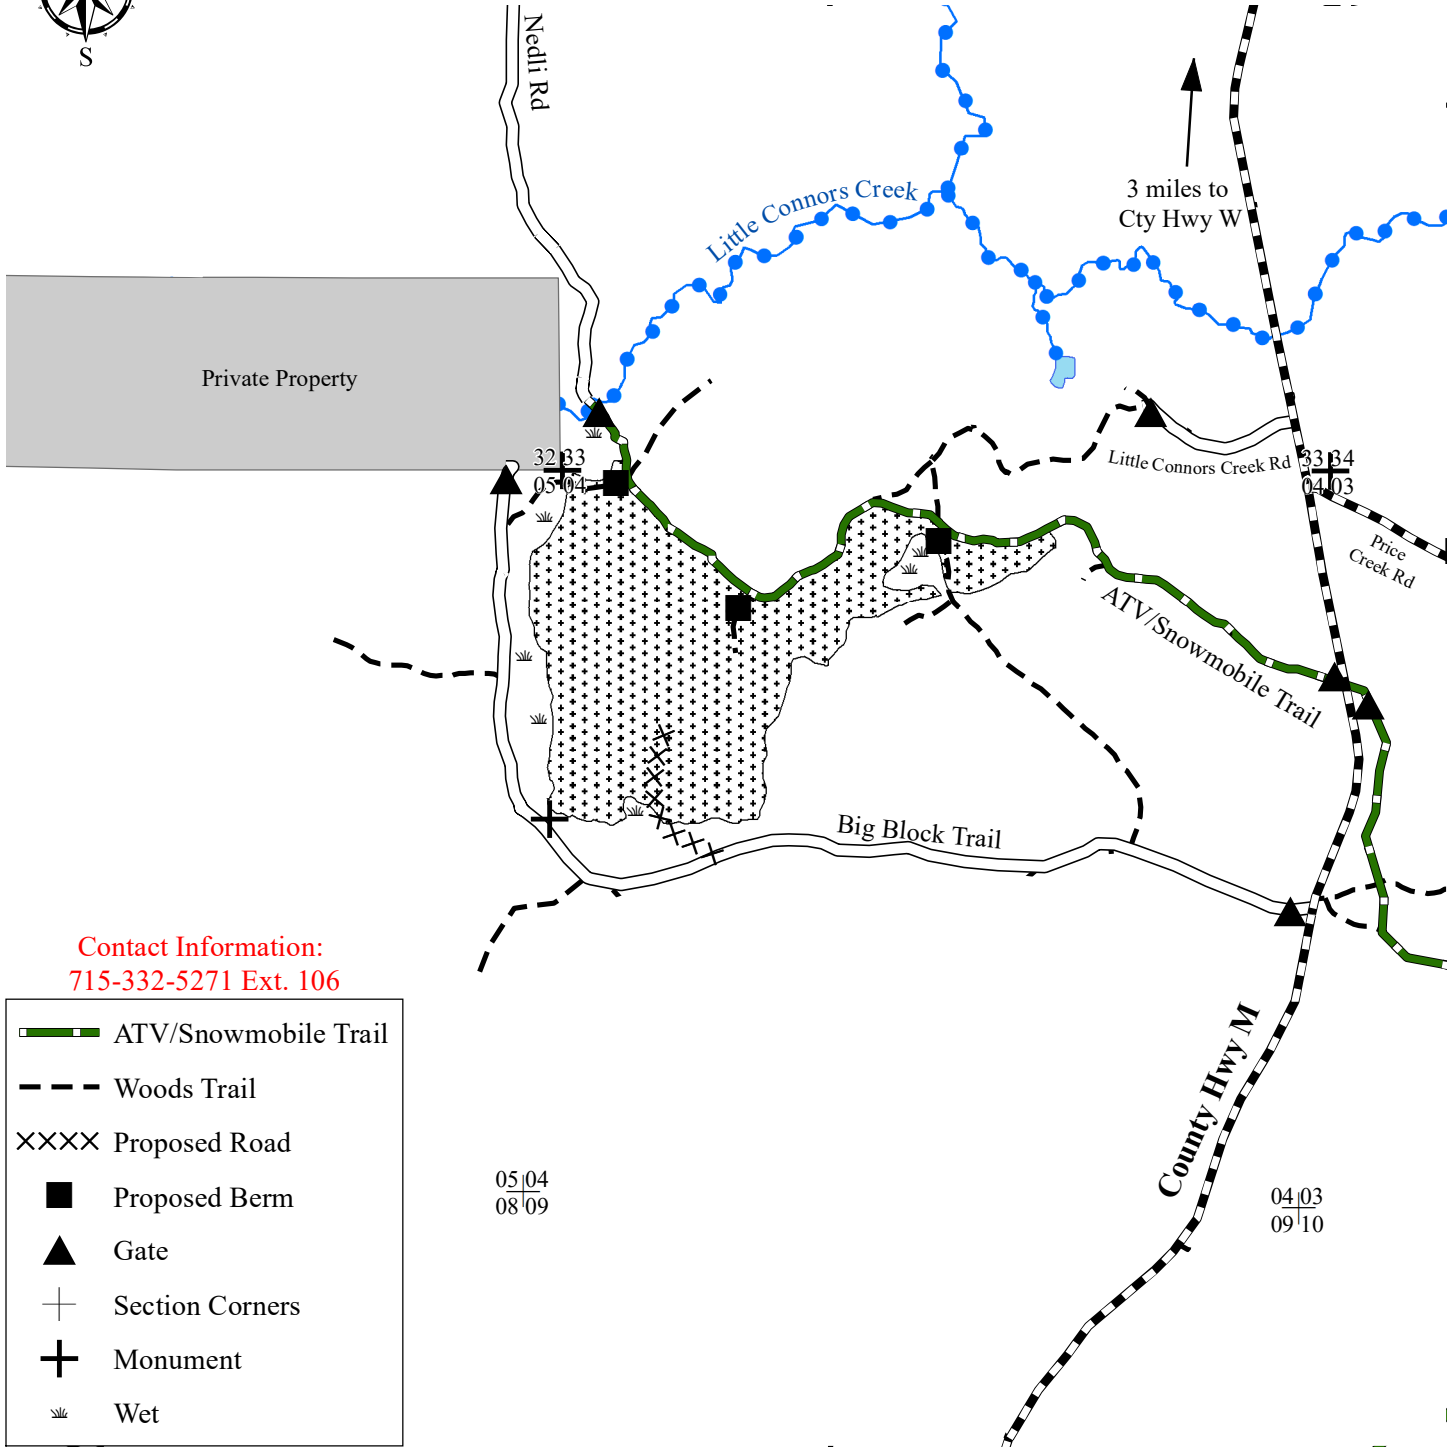 S
Nedli Rd
Little Connors Creek
3 miles to
Cty Hwy W
Private Property
32 33
05 04
Little Connors Creek Rd
33 34
04 03
Price
Creek Rd
ATV/Snowmobile Trail
Big Block Trail
County Hwy M
Contact Information:
715-332-5271 Ext. 106
ATV/Snowmobile Trail
Woods Trail
Proposed Road
Proposed Berm
Gate
Section Corners
Monument
Wet
05 04
08 09
04 03
09 10